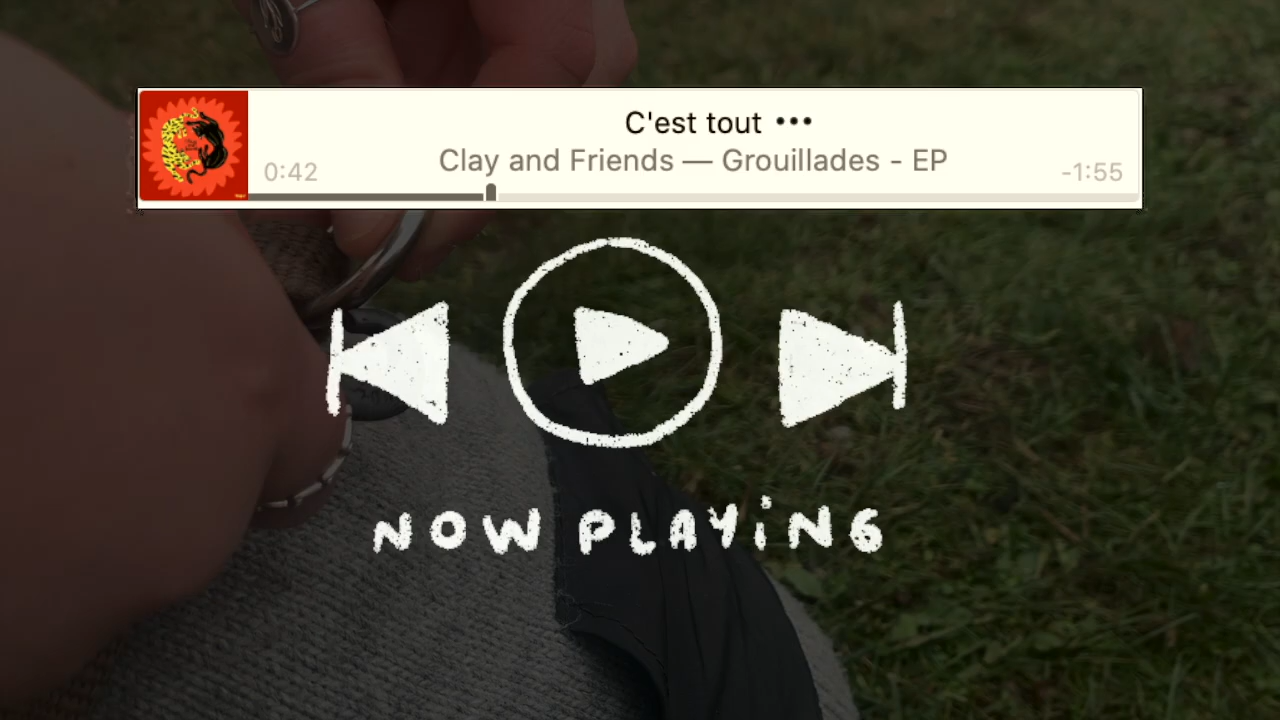 C'est tout •••
Clay and Friends — Grouillades - EP
0:42
-1:55
NOW PLAYiNG